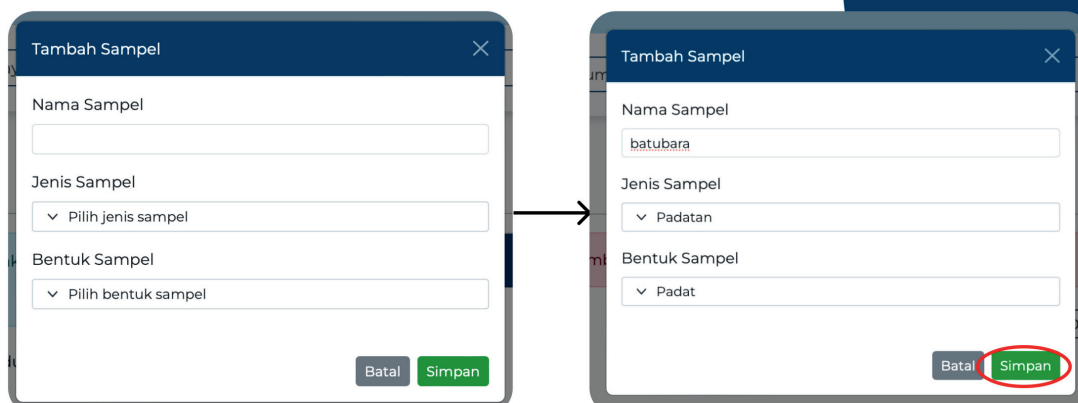 Tambah Sampel
Nama Sampel
Jenis Sampel
Pilih jenis sampel
Bentuk Sampel
Pilih bentuk sampel
Batal Simpan
Tambah Sampel
Nama Sampel
batubara
Jenis Sampel
Padatan
Bentuk Sampel
Padat
Batal Simpan